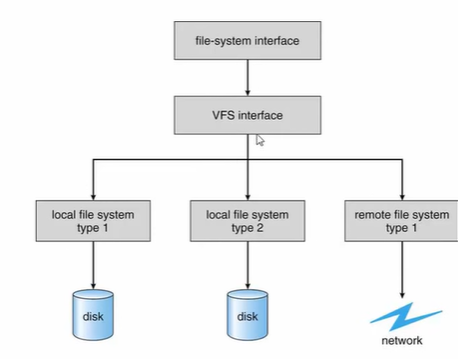 file-system interface
VFS interface
local file system
type 1
local file system
type 2
remote file system
type 1
disk
disk
network